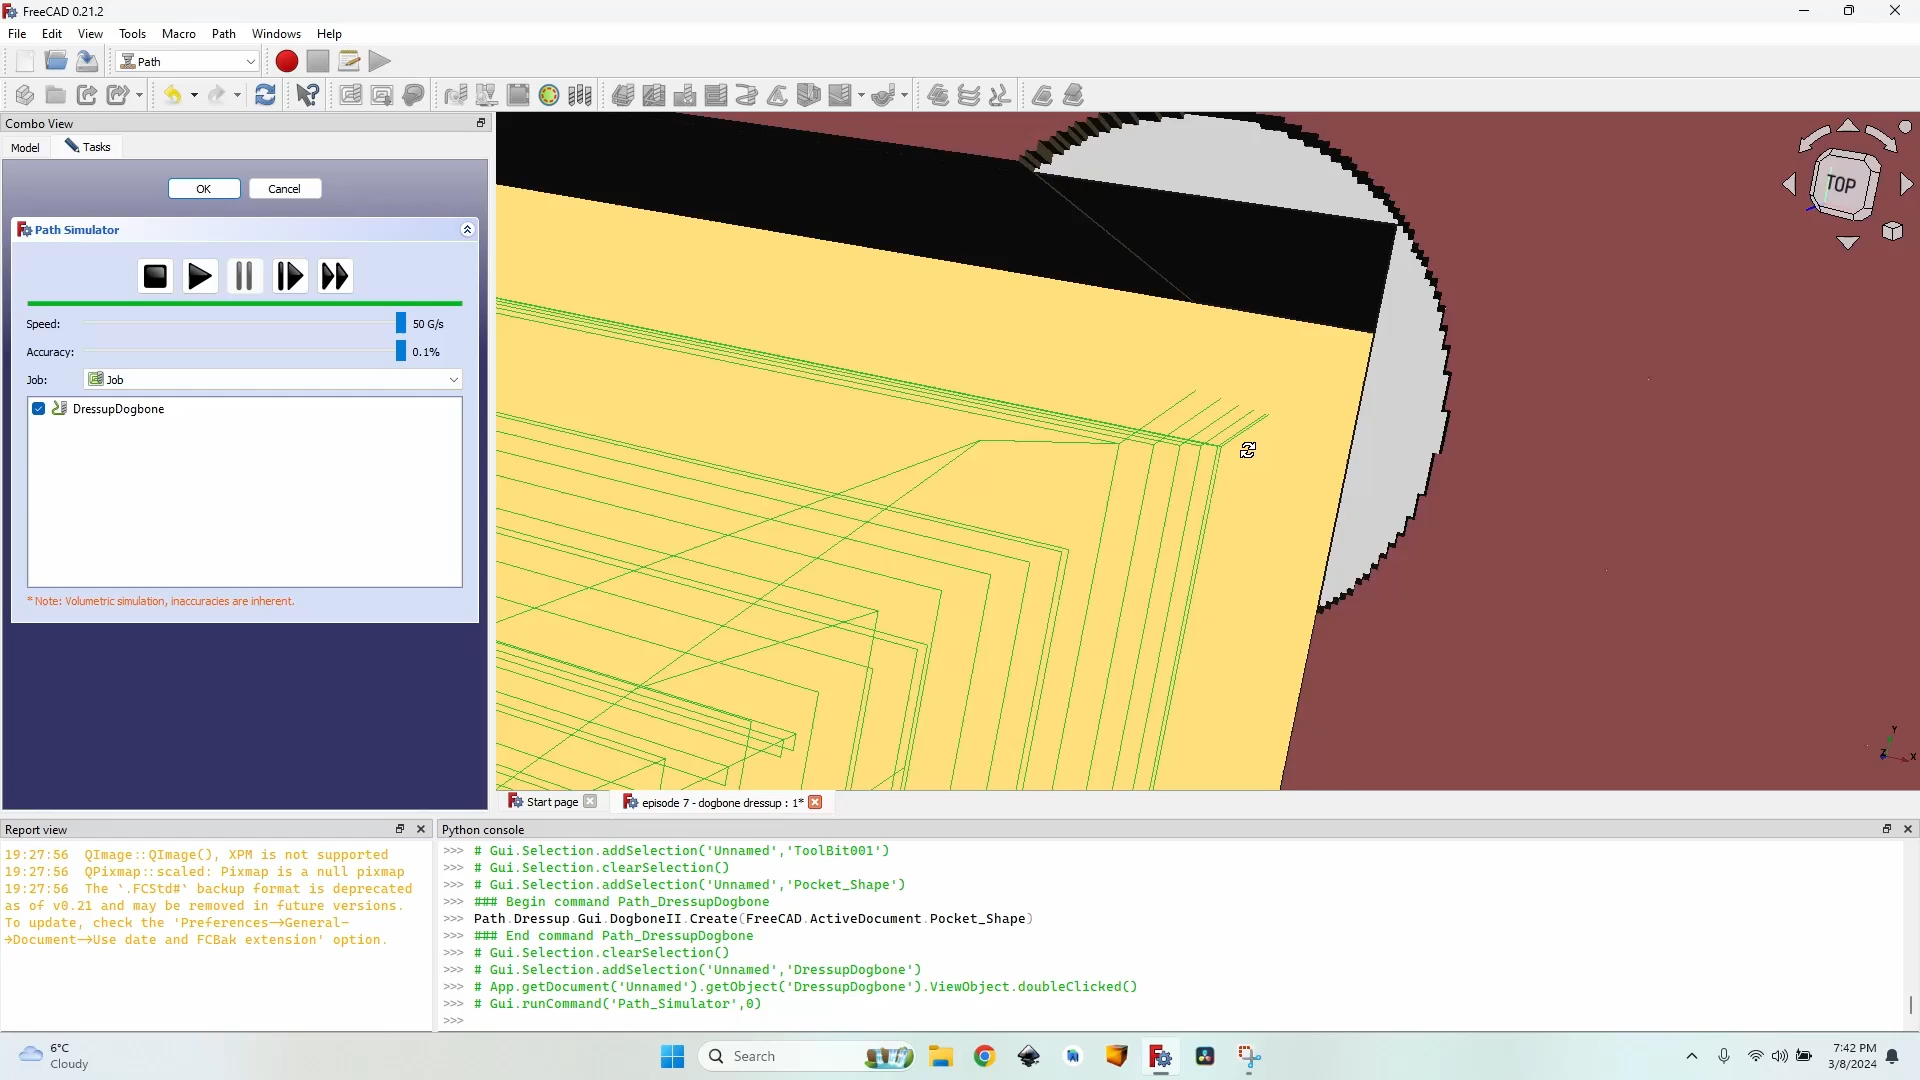 FreeCAD 0.21.2
File Edit View Tools Macro Path Windows Help
Path
Combo View
Model Tasks
OK Cancel
Path Simulator
Speed: 50 G/s
Accuracy: 0.1%
Job: Job
DressupDogbone
*Note: Volumetric simulation, inaccuracies are inherent.
TOP
Y
Z X
Start page episode 7 - dogbone dressup : 1*
Report view
19:27:56 QImage::QImage(), XPM is not supported
19:27:56 QPixmap::scaled: Pixmap is a null pixmap
19:27:56 The `.FCStd#` backup format is deprecated
as of v0.21 and may be removed in future versions.
To update, check the 'Preferences→General-
→Document→Use date and FCBak extension' option.
Python console
>>> # Gui.Selection.addSelection('Unnamed','ToolBit001')
>>> # Gui.Selection.clearSelection()
>>> # Gui.Selection.addSelection('Unnamed','Pocket_Shape')
>>> ### Begin command Path_DressupDogbone
>>> Path.Dressup.Gui.DogboneII.Create(FreeCAD.ActiveDocument.Pocket_Shape)
>>> ### End command Path_DressupDogbone
>>> # Gui.Selection.clearSelection()
>>> # Gui.Selection.addSelection('Unnamed','DressupDogbone')
>>> # App.getDocument('Unnamed').getObject('DressupDogbone').ViewObject.doubleClicked()
>>> # Gui.runCommand('Path_Simulator',0)
>>>
6°C
Cloudy
Search
7:42 PM
3/8/2024